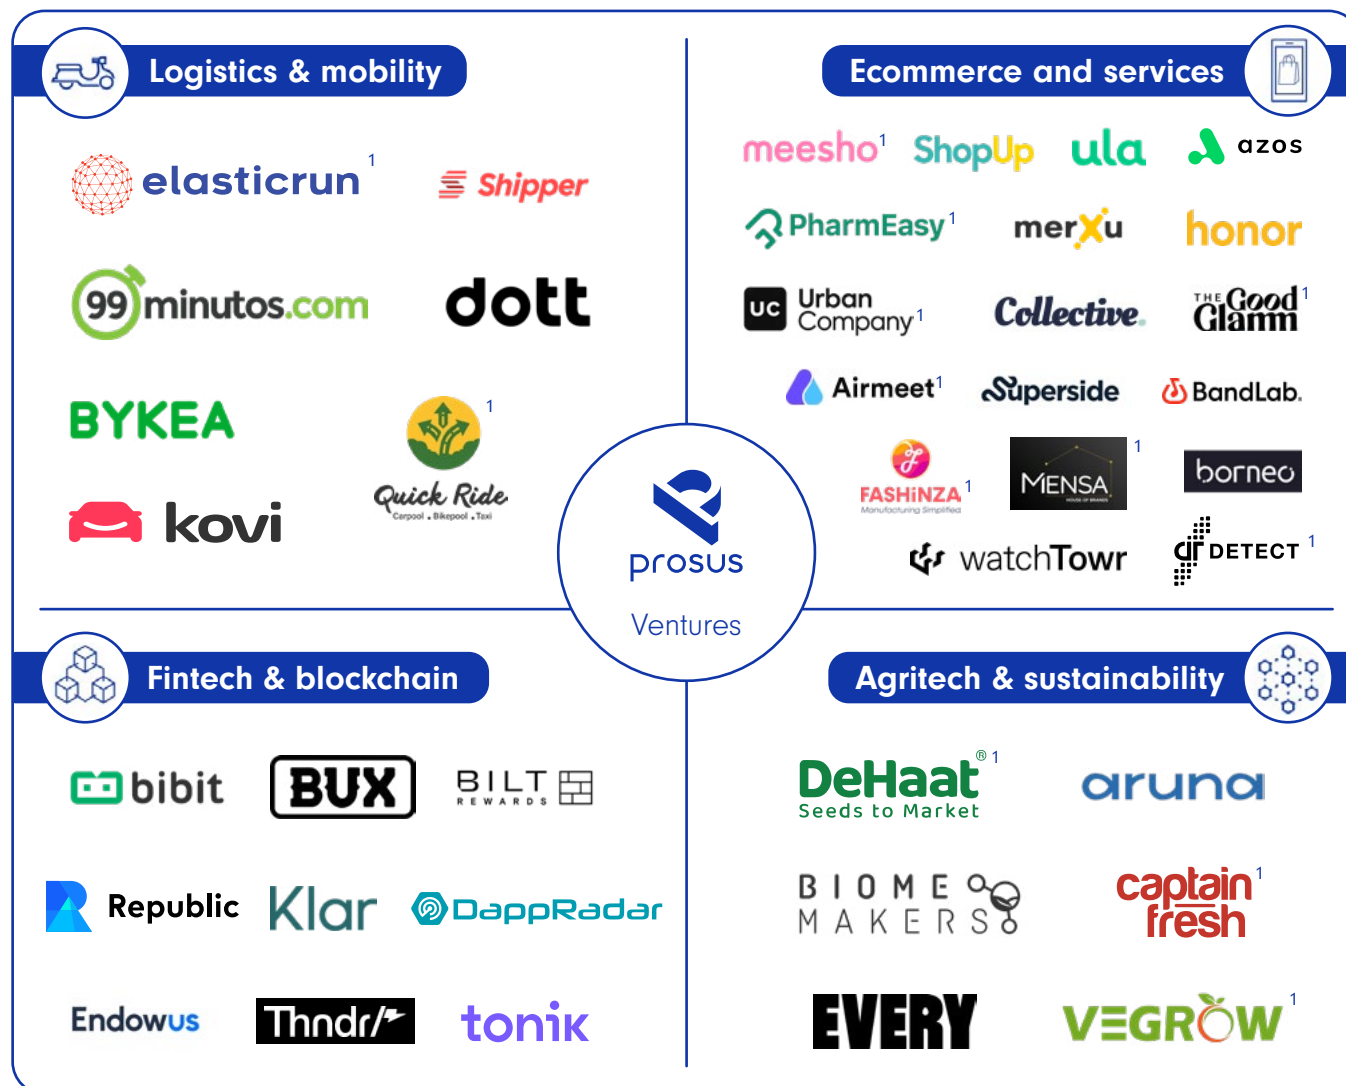 Logistics & mobility
elasticrun 1
Shipper
99minutos.com
dott
BYKEA
1
Quick Ride
Carpool . Bikepool . Taxi
kovi
Ecommerce and services
meesho 1
ShopUp
ula
azos
PharmEasy 1
merXu
honor
UC Urban
Company 1
Collective.
THE Good 1
Glamm
Airmeet 1
Superside
BandLab.
FASHiNZA 1
Manufacturing Simplified
MENSA 1
HOUSE OF BRANDS
borneo
watchTowr
DETECT 1
prosus
Ventures
Fintech & blockchain
bibit
BUX
BILT
REWARDS
Republic
Klar
DappRadar
Endowus
Thndr/
tonik
Agritech & sustainability
DeHaat ® 1
Seeds to Market
aruna
BIOME
MAKERS
captain 1
fresh
EVERY
VEGROW 1